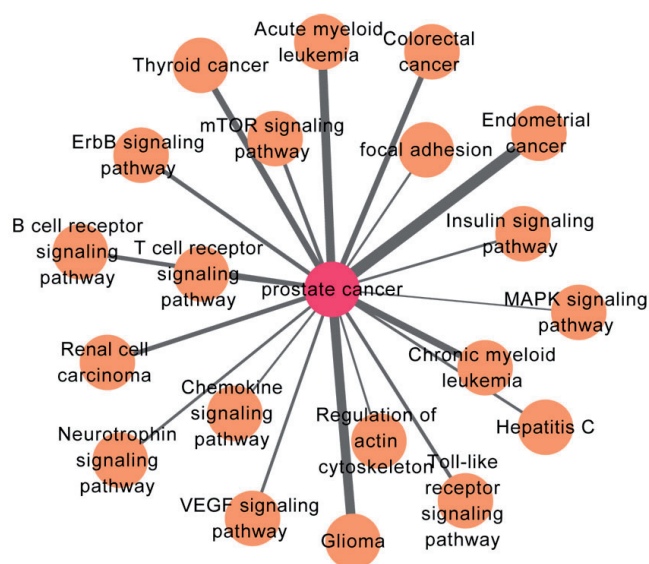 Acute myeloid
leukemia
Colorectal
cancer
Thyroid cancer
mTOR signaling
pathway
Endometrial
cancer
ErbB signaling
pathway
focal adhesion
B cell receptor
signaling
pathway
T cell receptor
signaling
pathway
Insulin signaling
pathway
prostate cancer
MAPK signaling
pathway
Renal cell
carcinoma
Chronic myeloid
leukemia
Chemokine
signaling
pathway
Regulation of
actin
cytoskeleton
Hepatitis C
Neurotrophin
signaling
pathway
Toll-like
receptor
signaling
pathway
VEGF signaling
pathway
Glioma